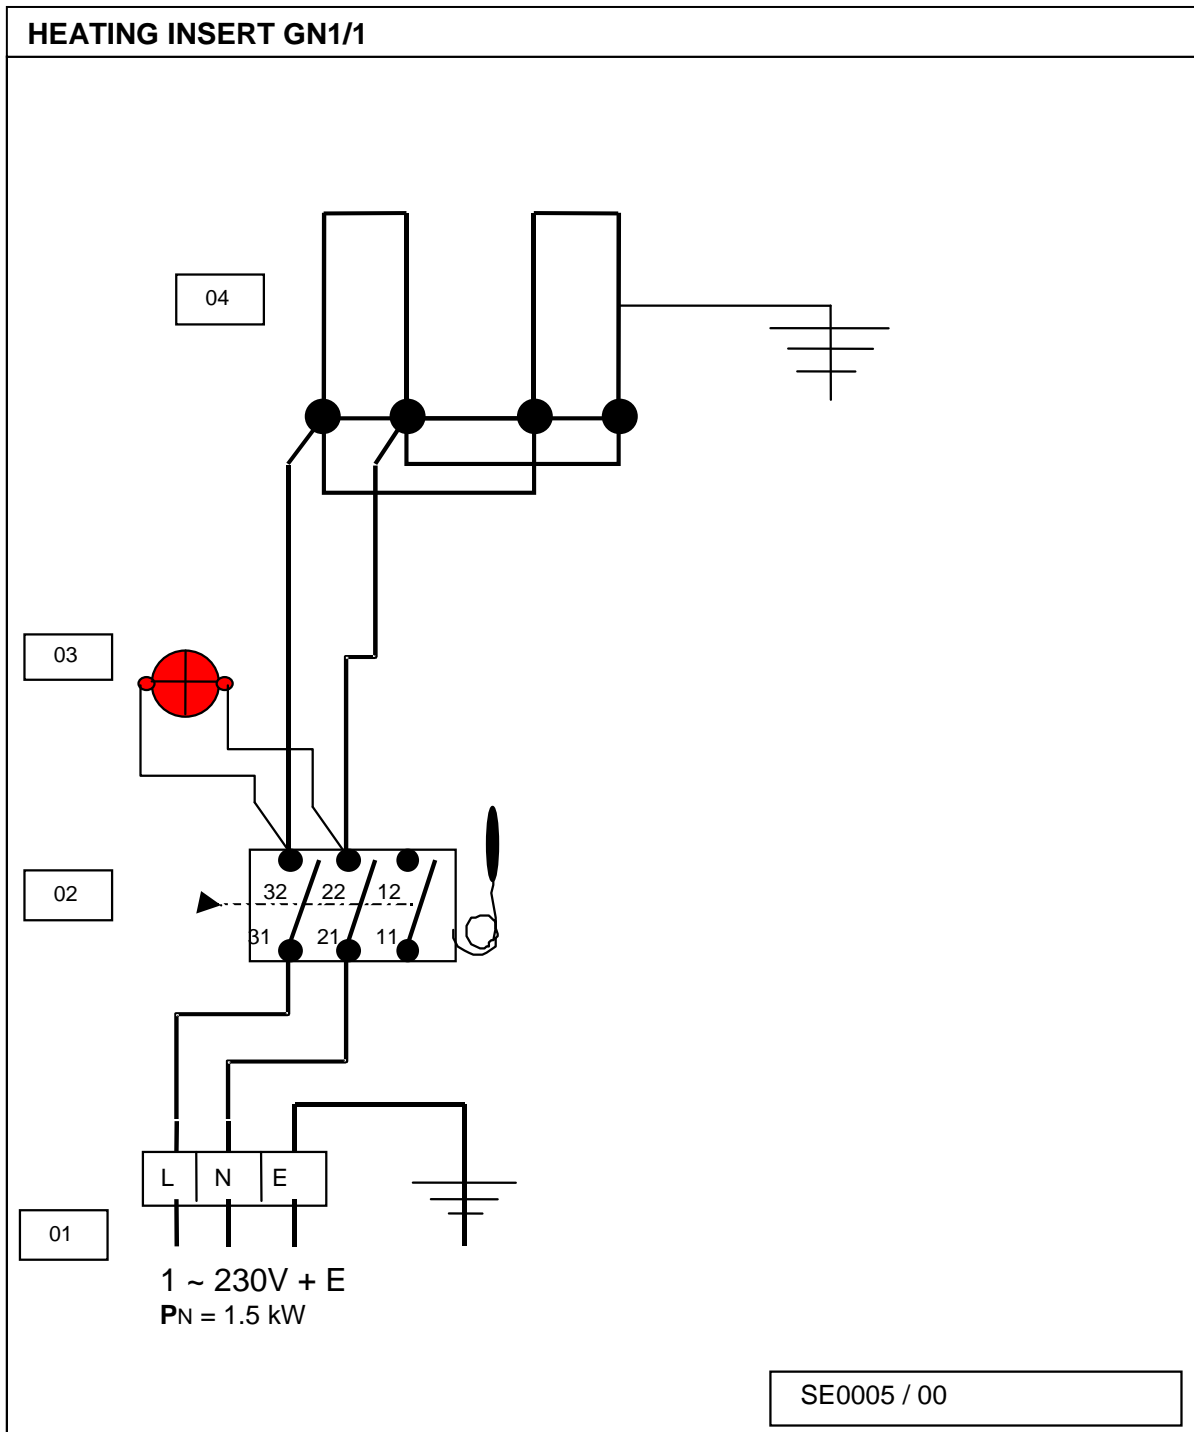 HEATING INSERT GN1/1
04
03
02
32 22 12
31 21 11
L N E
01
1 ~ 230V + E
PN = 1.5 kW
SE0005 / 00